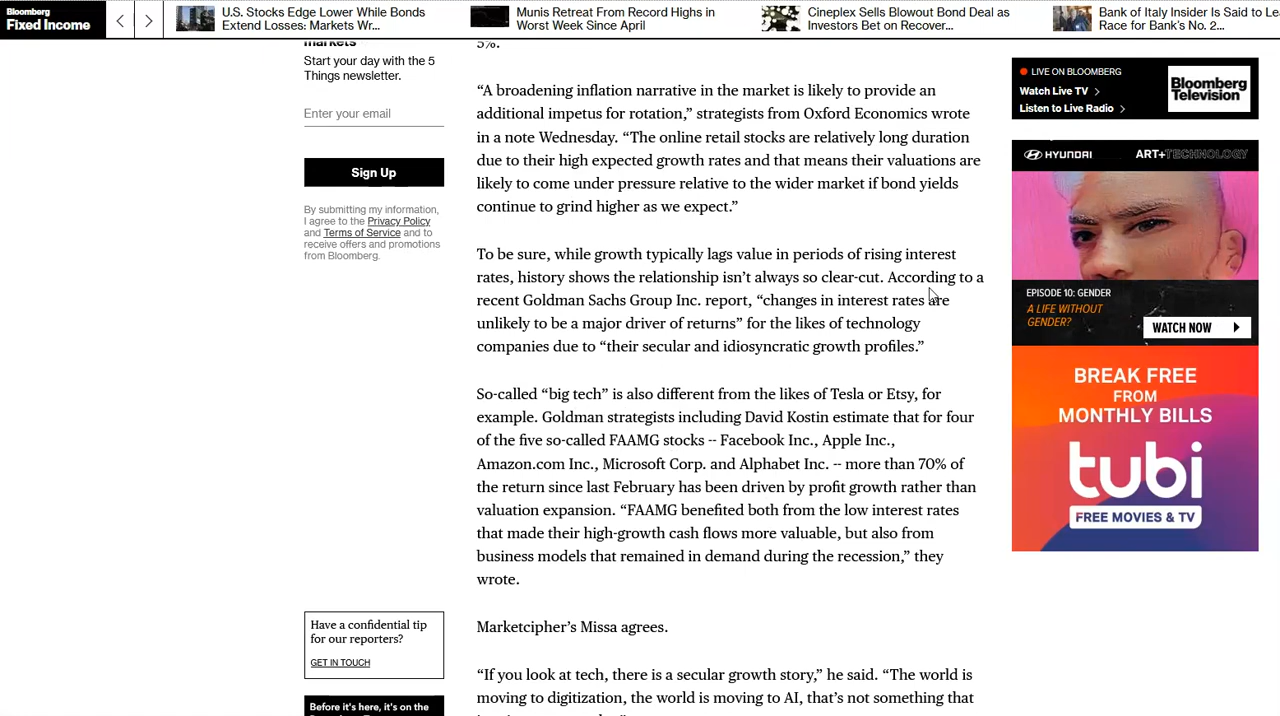 Bloomberg
Fixed Income
U.S. Stocks Edge Lower While Bonds
Extend Losses: Markets Wr...
Munis Retreat From Record Highs in
Worst Week Since April
Cineplex Sells Blowout Bond Deal as
Investors Bet on Recover...
Bank of Italy Insider Is Said to Le
Race for Bank's No. 2...
markets
Start your day with the 5
Things newsletter.
Enter your email
Sign Up
By submitting my information,
I agree to the Privacy Policy
and Terms of Service and to
receive offers and promotions
from Bloomberg.
Have a confidential tip
for our reporters?
GET IN TOUCH
Before it's here, it's on the
5%.
“A broadening inflation narrative in the market is likely to provide an
additional impetus for rotation,” strategists from Oxford Economics wrote
in a note Wednesday. “The online retail stocks are relatively long duration
due to their high expected growth rates and that means their valuations are
likely to come under pressure relative to the wider market if bond yields
continue to grind higher as we expect.”
To be sure, while growth typically lags value in periods of rising interest
rates, history shows the relationship isn’t always so clear-cut. According to a
recent Goldman Sachs Group Inc. report, “changes in interest rates are
unlikely to be a major driver of returns” for the likes of technology
companies due to “their secular and idiosyncratic growth profiles.”
So-called “big tech” is also different from the likes of Tesla or Etsy, for
example. Goldman strategists including David Kostin estimate that for four
of the five so-called FAAMG stocks -- Facebook Inc., Apple Inc.,
Amazon.com Inc., Microsoft Corp. and Alphabet Inc. -- more than 70% of
the return since last February has been driven by profit growth rather than
valuation expansion. “FAAMG benefited both from the low interest rates
that made their high-growth cash flows more valuable, but also from
business models that remained in demand during the recession,” they
wrote.
Marketcipher’s Missa agrees.
“If you look at tech, there is a secular growth story,” he said. “The world is
moving to digitization, the world is moving to AI, that’s not something that
LIVE ON BLOOMBERG
Watch Live TV
Listen to Live Radio
Bloomberg
Television
HYUNDAI
ART+TECHNOLOGY
EPISODE 10: GENDER
A LIFE WITHOUT
GENDER?
WATCH NOW
BREAK FREE
FROM
MONTHLY BILLS
tubi
FREE MOVIES & TV